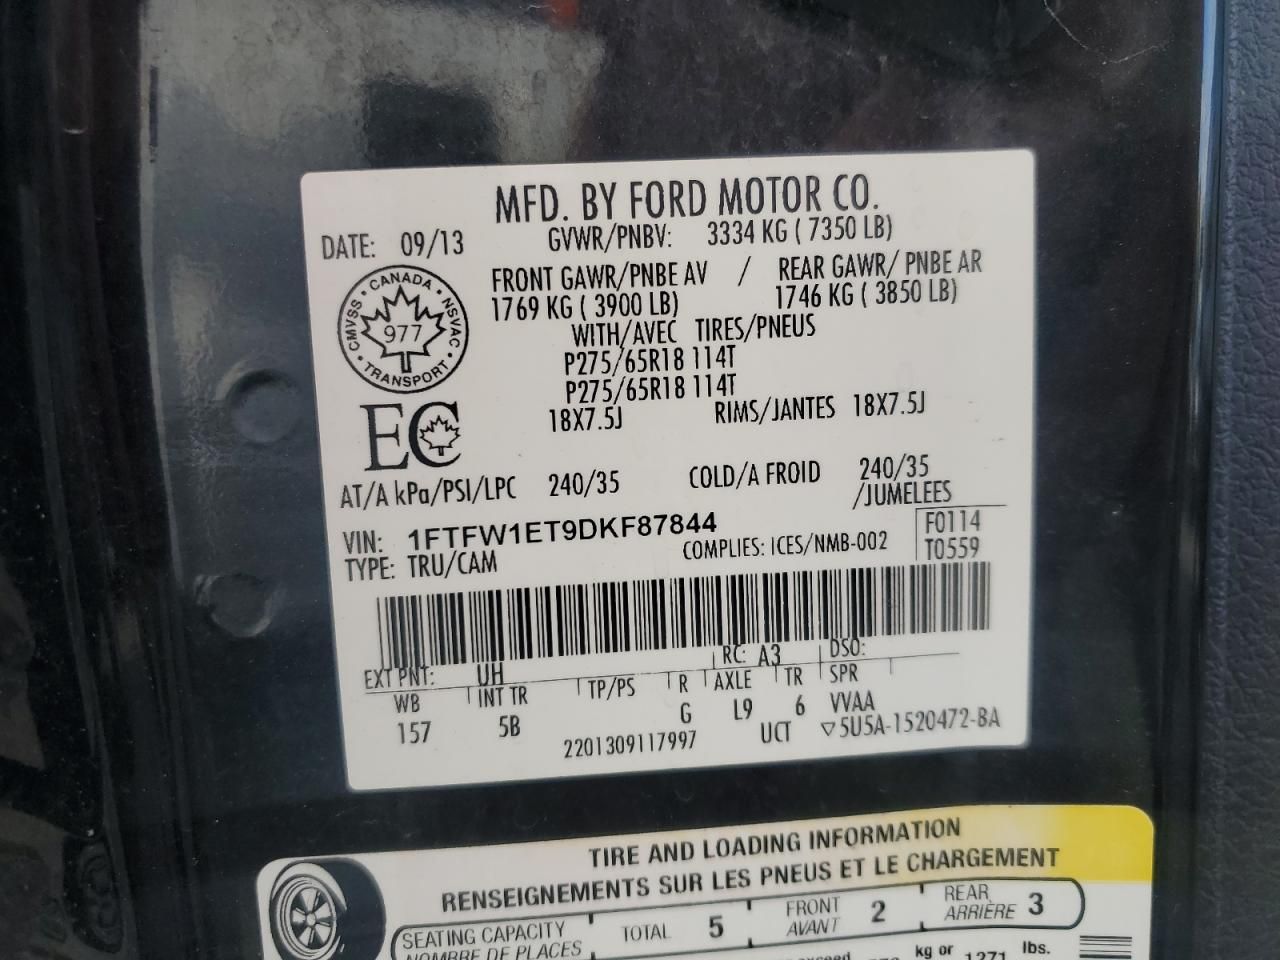 MFD. BY FORD MOTOR CO.
DATE: 09/13
GVWR/PNBV: 3334 KG ( 7350 LB)
FRONT GAWR/PNBE AV / REAR GAWR/ PNBE AR
1769 KG ( 3900 LB) 1746 KG ( 3850 LB)
WITH/AVEC TIRES/PNEUS
P275/65R18 114T
P275/65R18 114T
18X7.5J RIMS/JANTES 18X7.5J
CANADA
CMVSS NSVAC
977
TRANSPORT
EC
AT/A kPa/PSI/LPC 240/35 COLD/A FROID 240/35
/JUMELEES
VIN: 1FTFW1ET9DKF87844
F0114
TYPE: TRU/CAM COMPLIES: ICES/NMB-002
T0559
EXT PNT: UH RC: A3 DSO:
WB INT TR TP/PS R AXLE TR SPR
157 5B G L9 6 VVAA
2201309117997 UCT ▽5U5A-1520472-BA
TIRE AND LOADING INFORMATION
RENSEIGNEMENTS SUR LES PNEUS ET LE CHARGEMENT
SEATING CAPACITY TOTAL 5 FRONT 2 REAR 3
NOMBRE DE PLACES AVANT ARRIÈRE
kg or 1271 lbs.